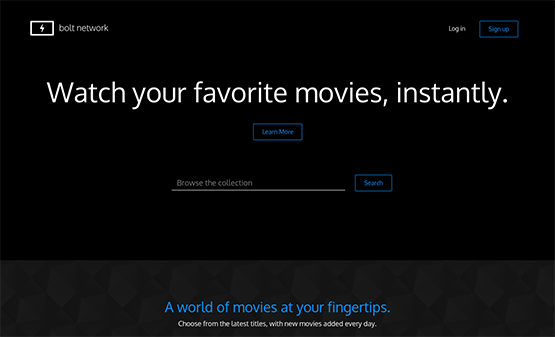 bolt network
Log in
Sign up
Watch your favorite movies, instantly.
Learn More
Browse the collection
Search
A world of movies at your fingertips.
Choose from the latest titles, with new movies added every day.